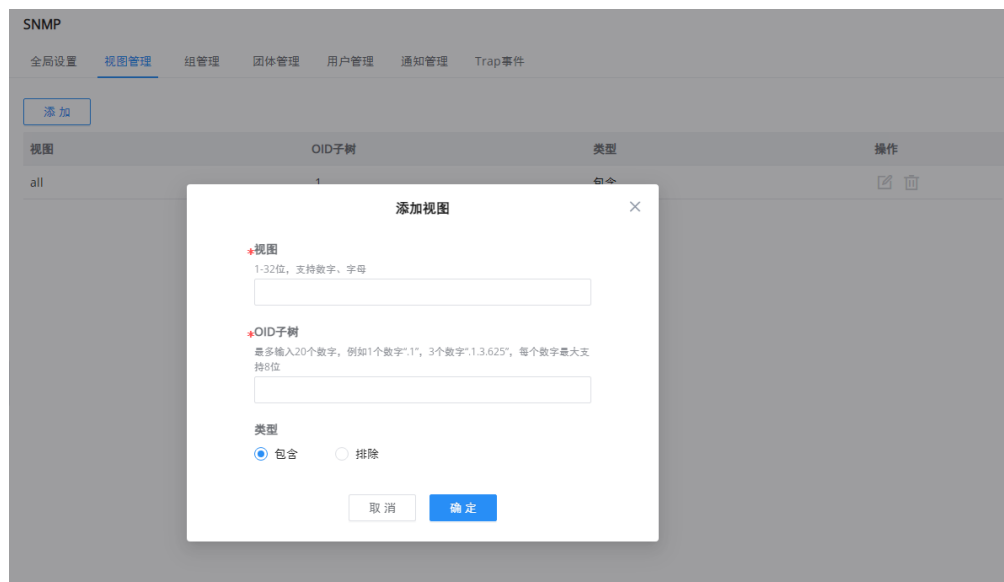 SNMP
全局设置 视图管理 组管理 团体管理 用户管理 通知管理 Trap事件
添加
视图 OID子树 类型 操作
all .1 包含
添加视图
*视图
1-32位，支持数字、字母
*OID子树
最多输入20个数字，例如1个数字“.1”，3个数字“.1.3.625”，每个数字最大支
持8位
类型
包含 排除
取消 确定